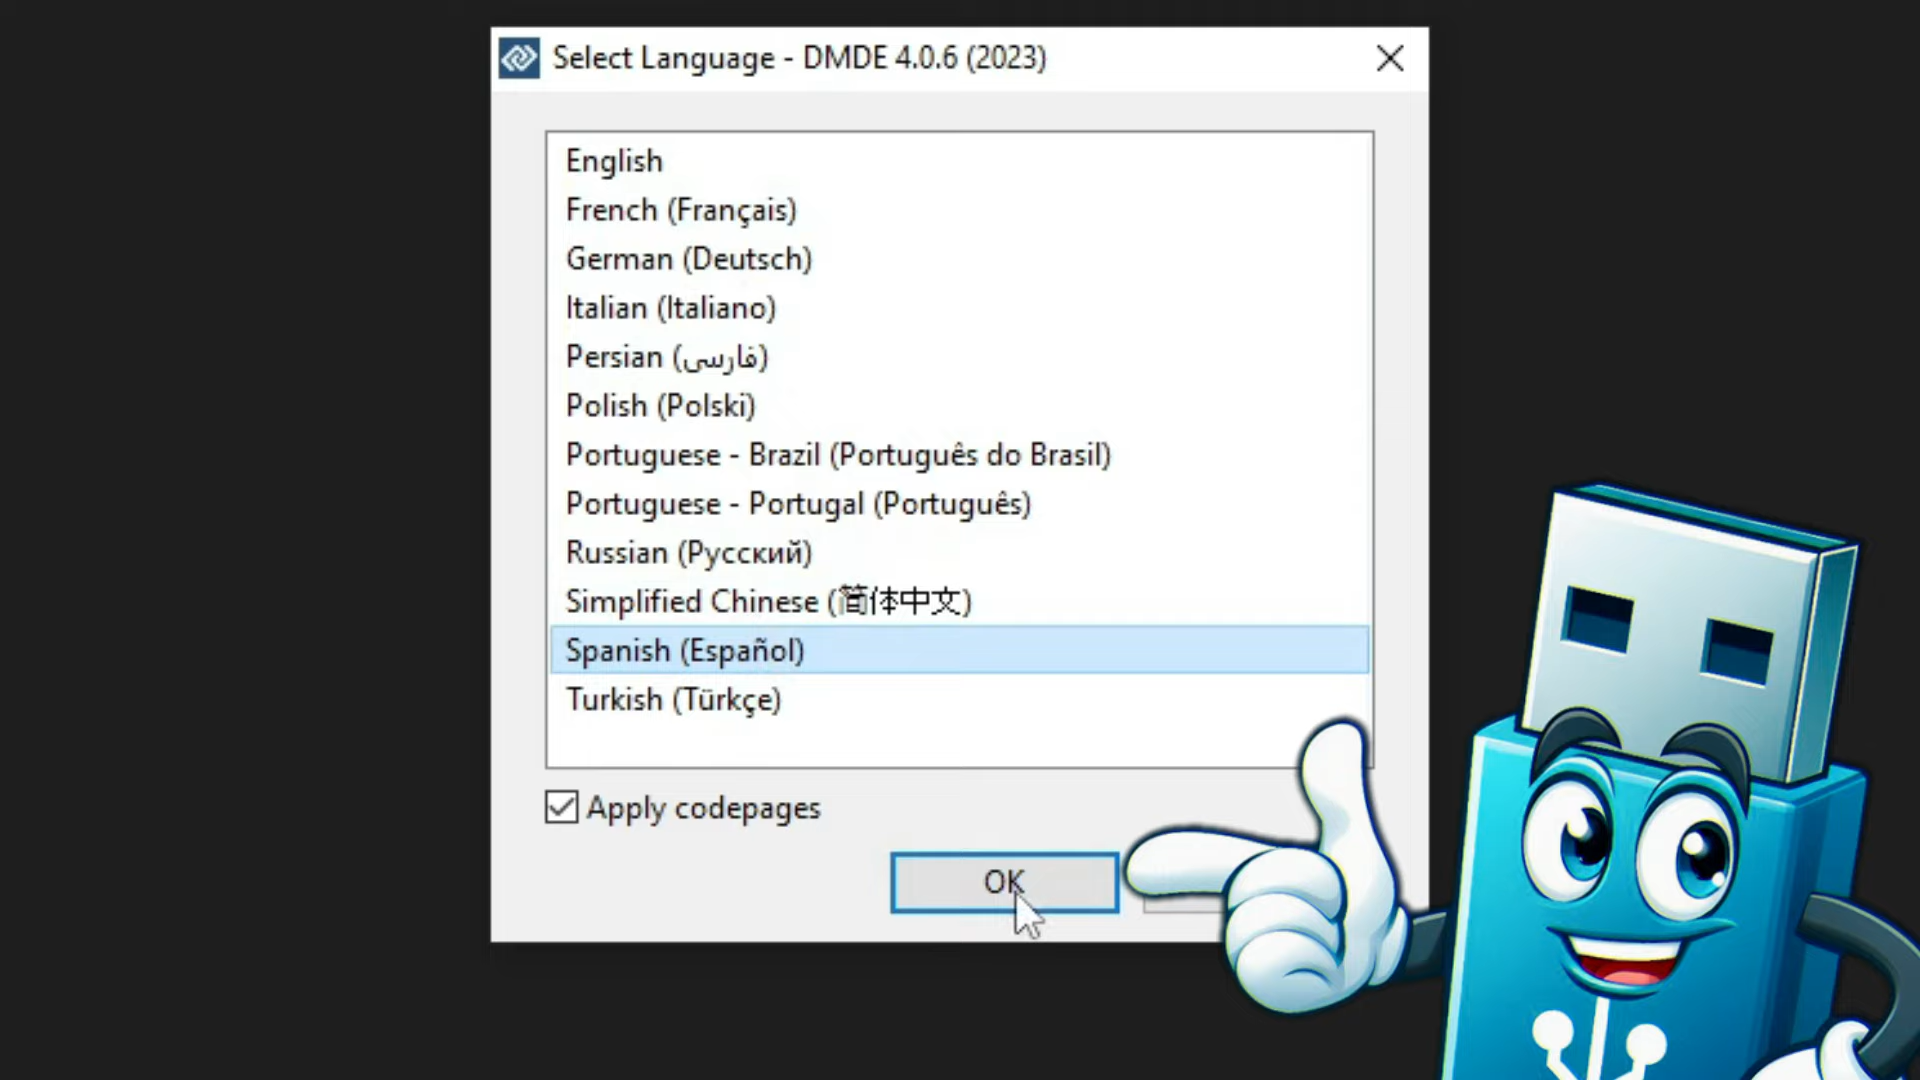 Select Language - DMDE 4.0.6 (2023)
English
French (Français)
German (Deutsch)
Italian (Italiano)
Persian (فارسی)
Polish (Polski)
Portuguese - Brazil (Português do Brasil)
Portuguese - Portugal (Português)
Russian (Русский)
Simplified Chinese (简体中文)
Spanish (Español)
Turkish (Türkçe)
Apply codepages
OK